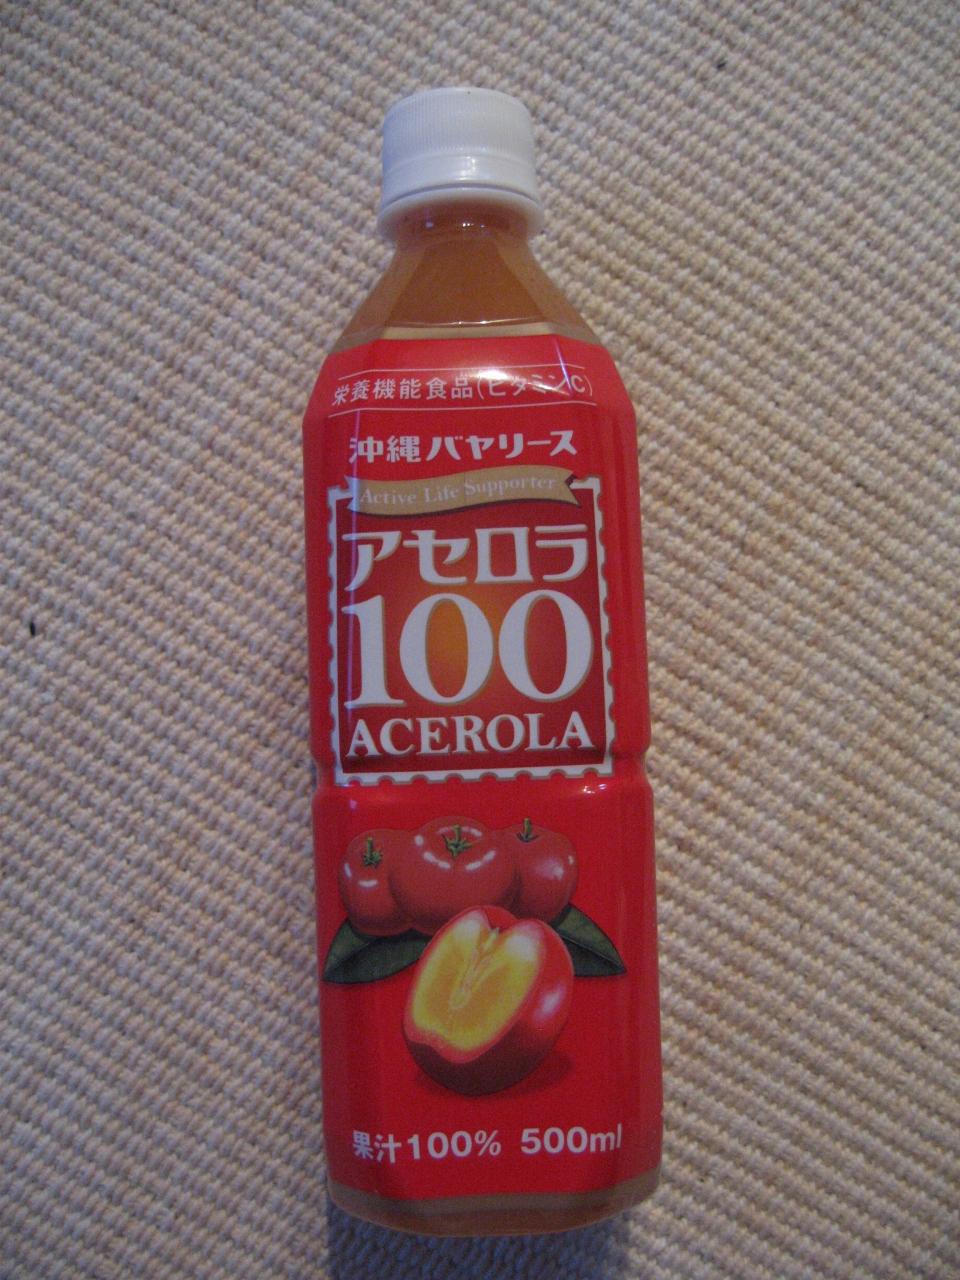 栄養機能食品(ビタミンC)
沖縄バヤリース
Active Life Supporter
アセロラ
100
ACEROLA
果汁100% 500ml